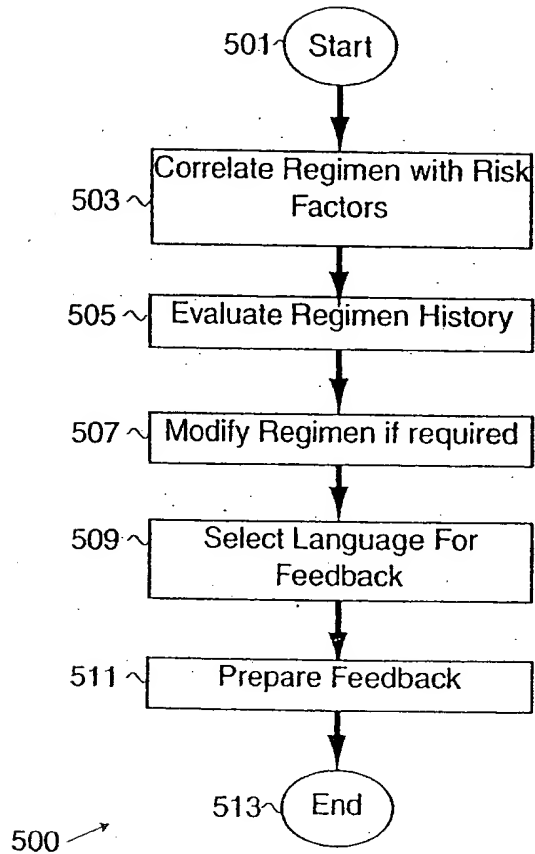 501 Start
503 Correlate Regimen with Risk
Factors
505 Evaluate Regimen History
507 Modify Regimen if required
509 Select Language For
Feedback
511 Prepare Feedback
513 End
500